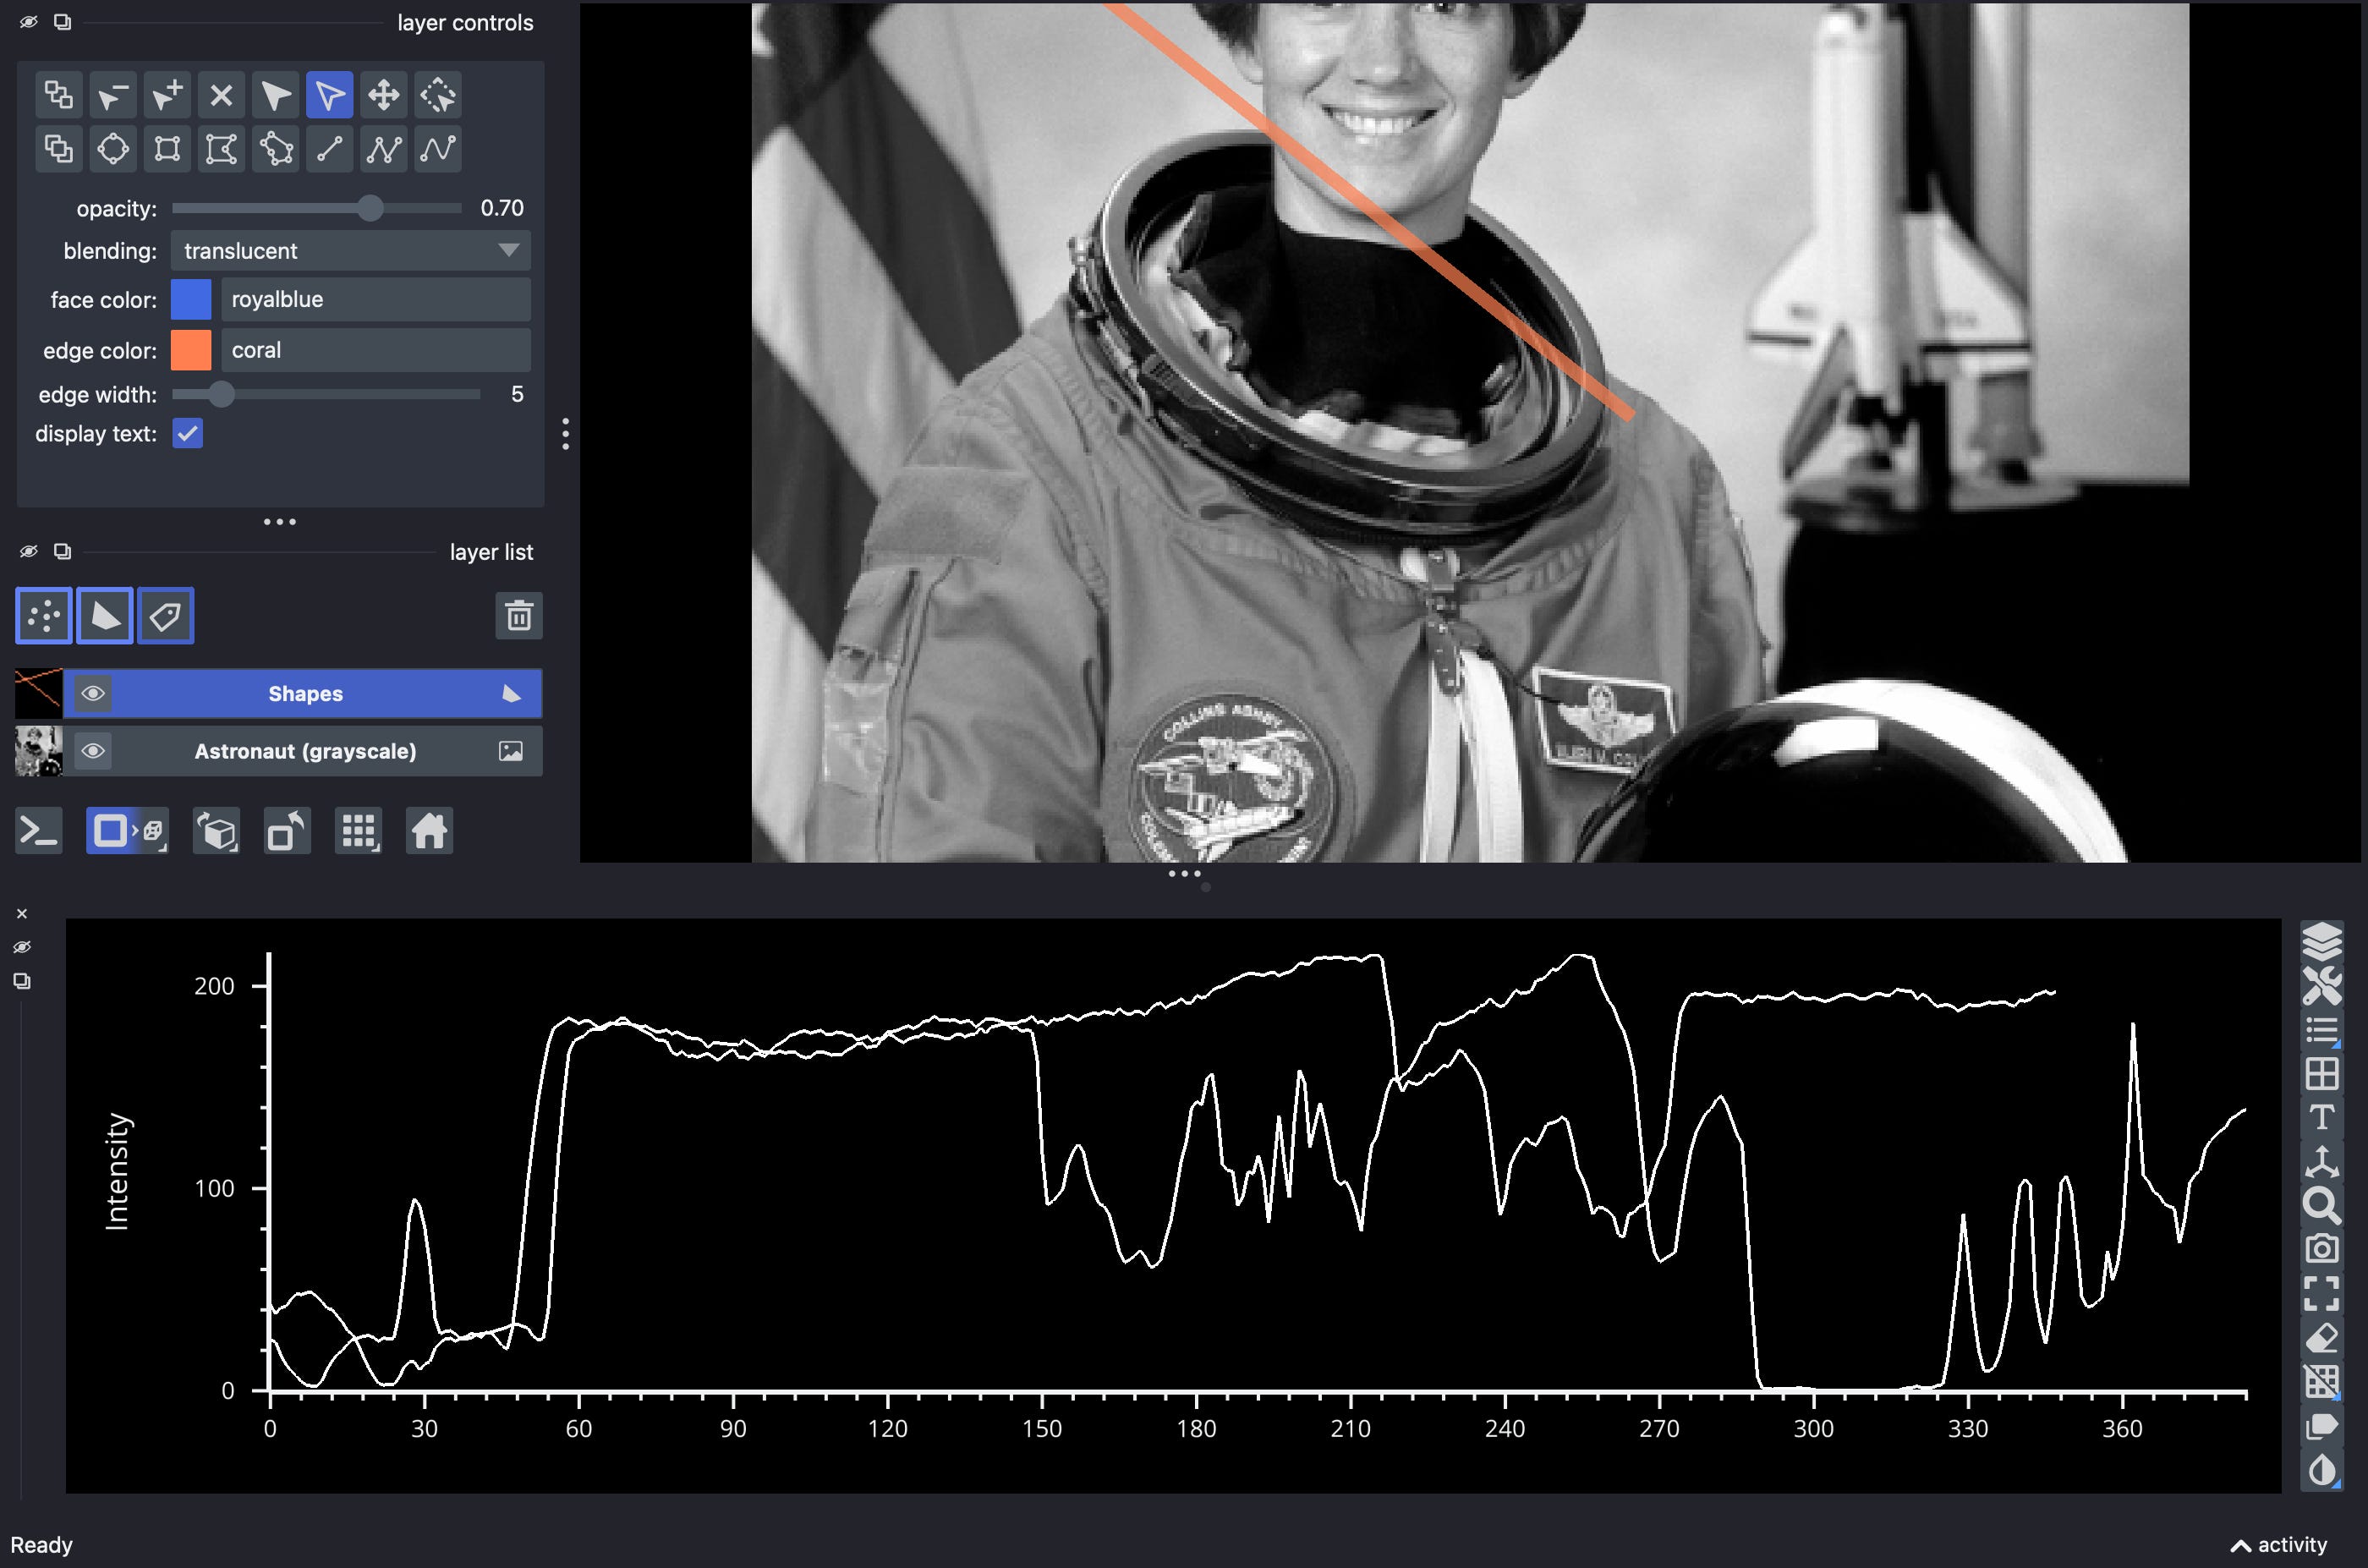 layer controls
opacity: 0.70
blending: translucent
face color: royalblue
edge color: coral
edge width: 5
display text:
layer list
Shapes
Astronaut (grayscale)
COLLINS ASHBY
200
100
0
Intensity
0 30 60 90 120 150 180 210 240 270 300 330 360
Ready
activity